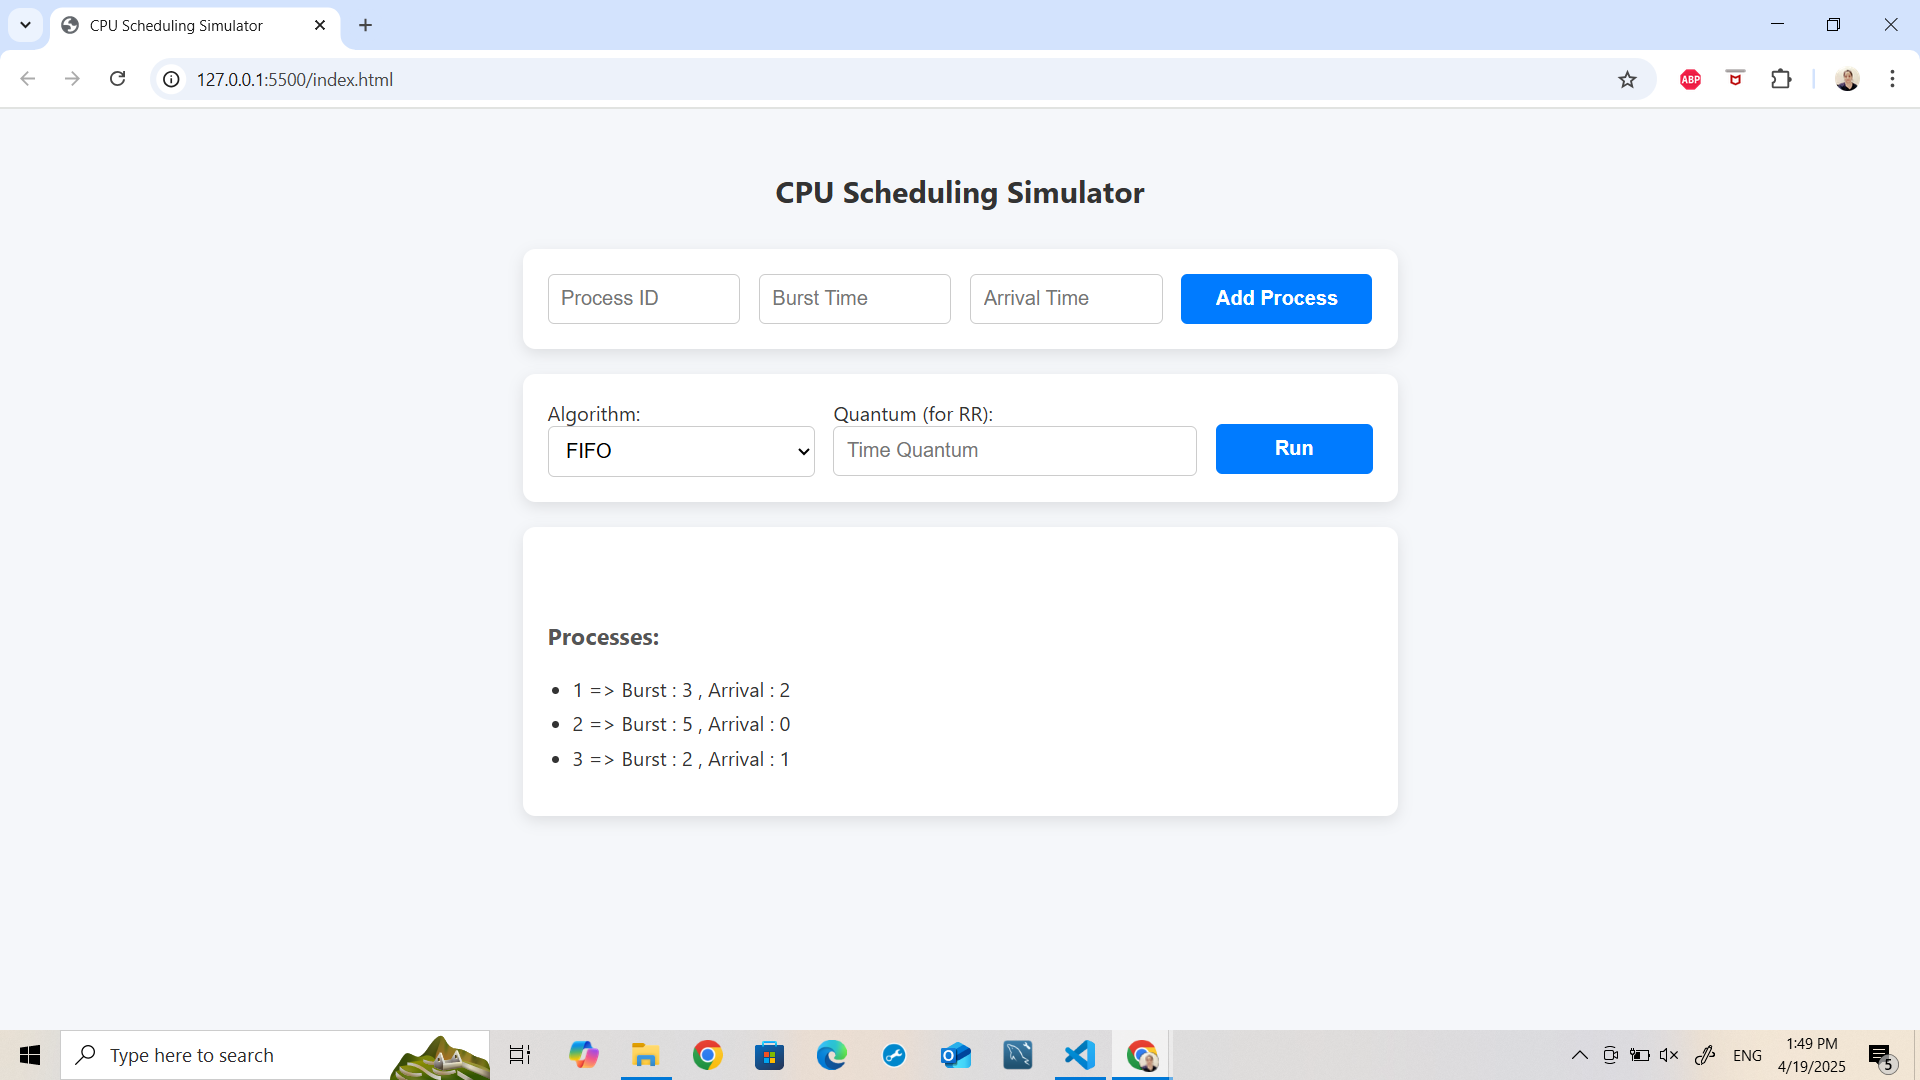 CPU Scheduling Simulator
127.0.0.1:5500/index.html
ABP
CPU Scheduling Simulator
Process ID
Burst Time
Arrival Time
Add Process
Algorithm:
Quantum (for RR):
FIFO
Time Quantum
Run
Processes:
1 => Burst : 3 , Arrival : 2
2 => Burst : 5 , Arrival : 0
3 => Burst : 2 , Arrival : 1
Type here to search
ENG
1:49 PM
4/19/2025
5